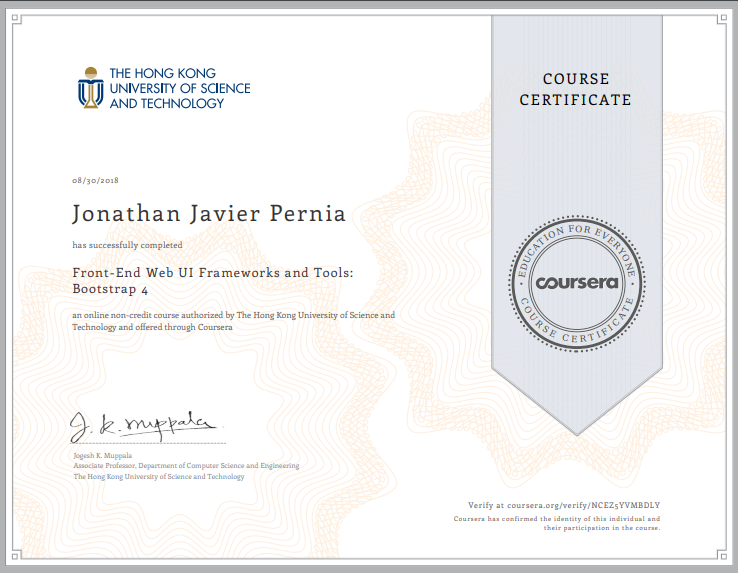 THE HONG KONG
UNIVERSITY OF SCIENCE
AND TECHNOLOGY
COURSE
CERTIFICATE
08/30/2018
Jonathan Javier Pernia
has successfully completed
Front-End Web UI Frameworks and Tools:
Bootstrap 4
an online non-credit course authorized by The Hong Kong University of Science and
Technology and offered through Coursera
EDUCATION FOR EVERYONE
coursera
COURSE CERTIFICATE
J. K. Muppala
Jogesh K. Muppala
Associate Professor, Department of Computer Science and Engineering
The Hong Kong University of Science and Technology
Verify at coursera.org/verify/NCEZ5YVMBDLY
Coursera has confirmed the identity of this individual and
their participation in the course.